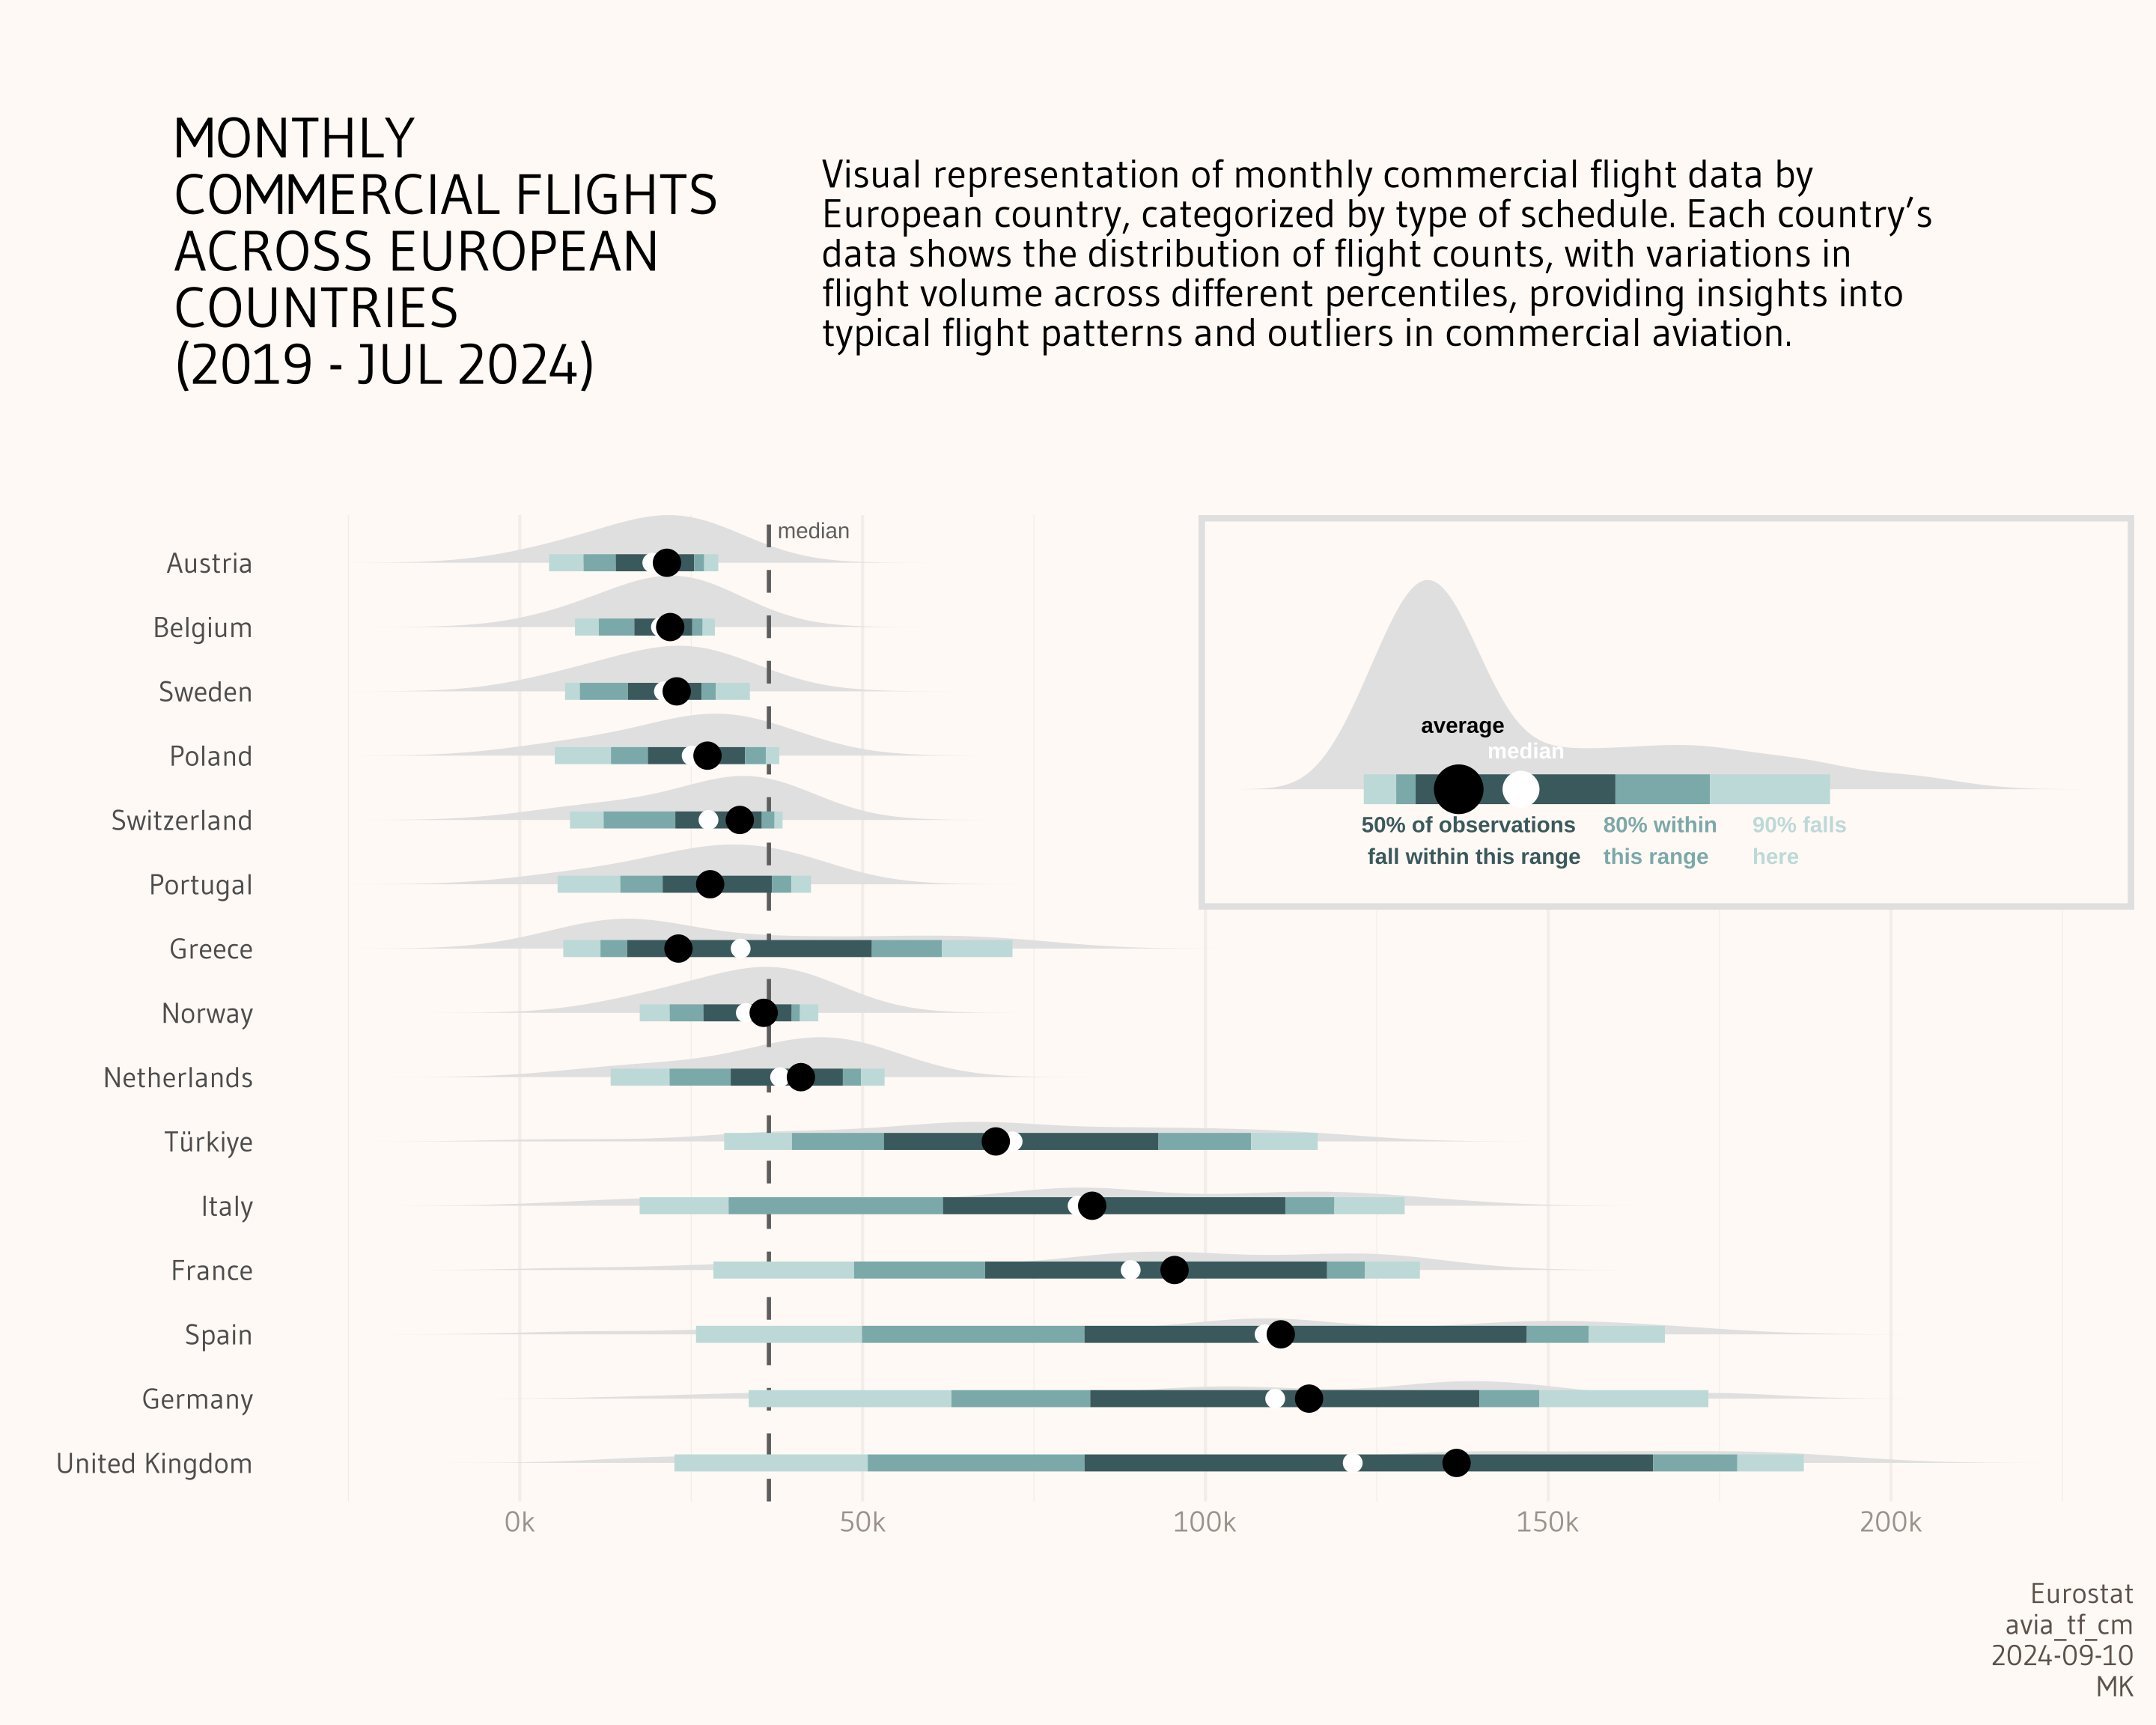 MONTHLY
COMMERCIAL FLIGHTS
ACROSS EUROPEAN
COUNTRIES
(2019 - JUL 2024)
Visual representation of monthly commercial flight data by
European country, categorized by type of schedule. Each country’s
data shows the distribution of flight counts, with variations in
flight volume across different percentiles, providing insights into
typical flight patterns and outliers in commercial aviation.
median
Austria
Belgium
Sweden
Poland
Switzerland
Portugal
Greece
Norway
Netherlands
Türkiye
Italy
France
Spain
Germany
United Kingdom
average
median
50% of observations
fall within this range
80% within
this range
90% falls
here
0k
50k
100k
150k
200k
Eurostat
avia_tf_cm
2024-09-10
MK